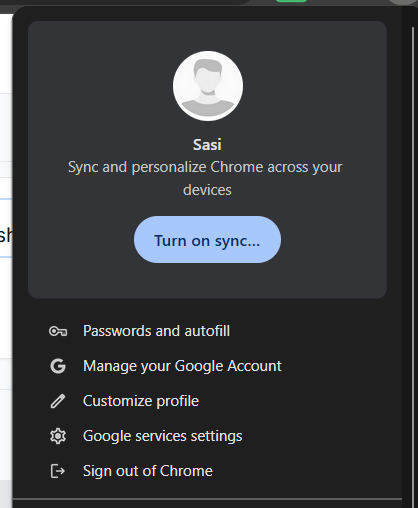 Sasi
Sync and personalize Chrome across your
devices
Turn on sync...
Passwords and autofill
Manage your Google Account
Customize profile
Google services settings
Sign out of Chrome